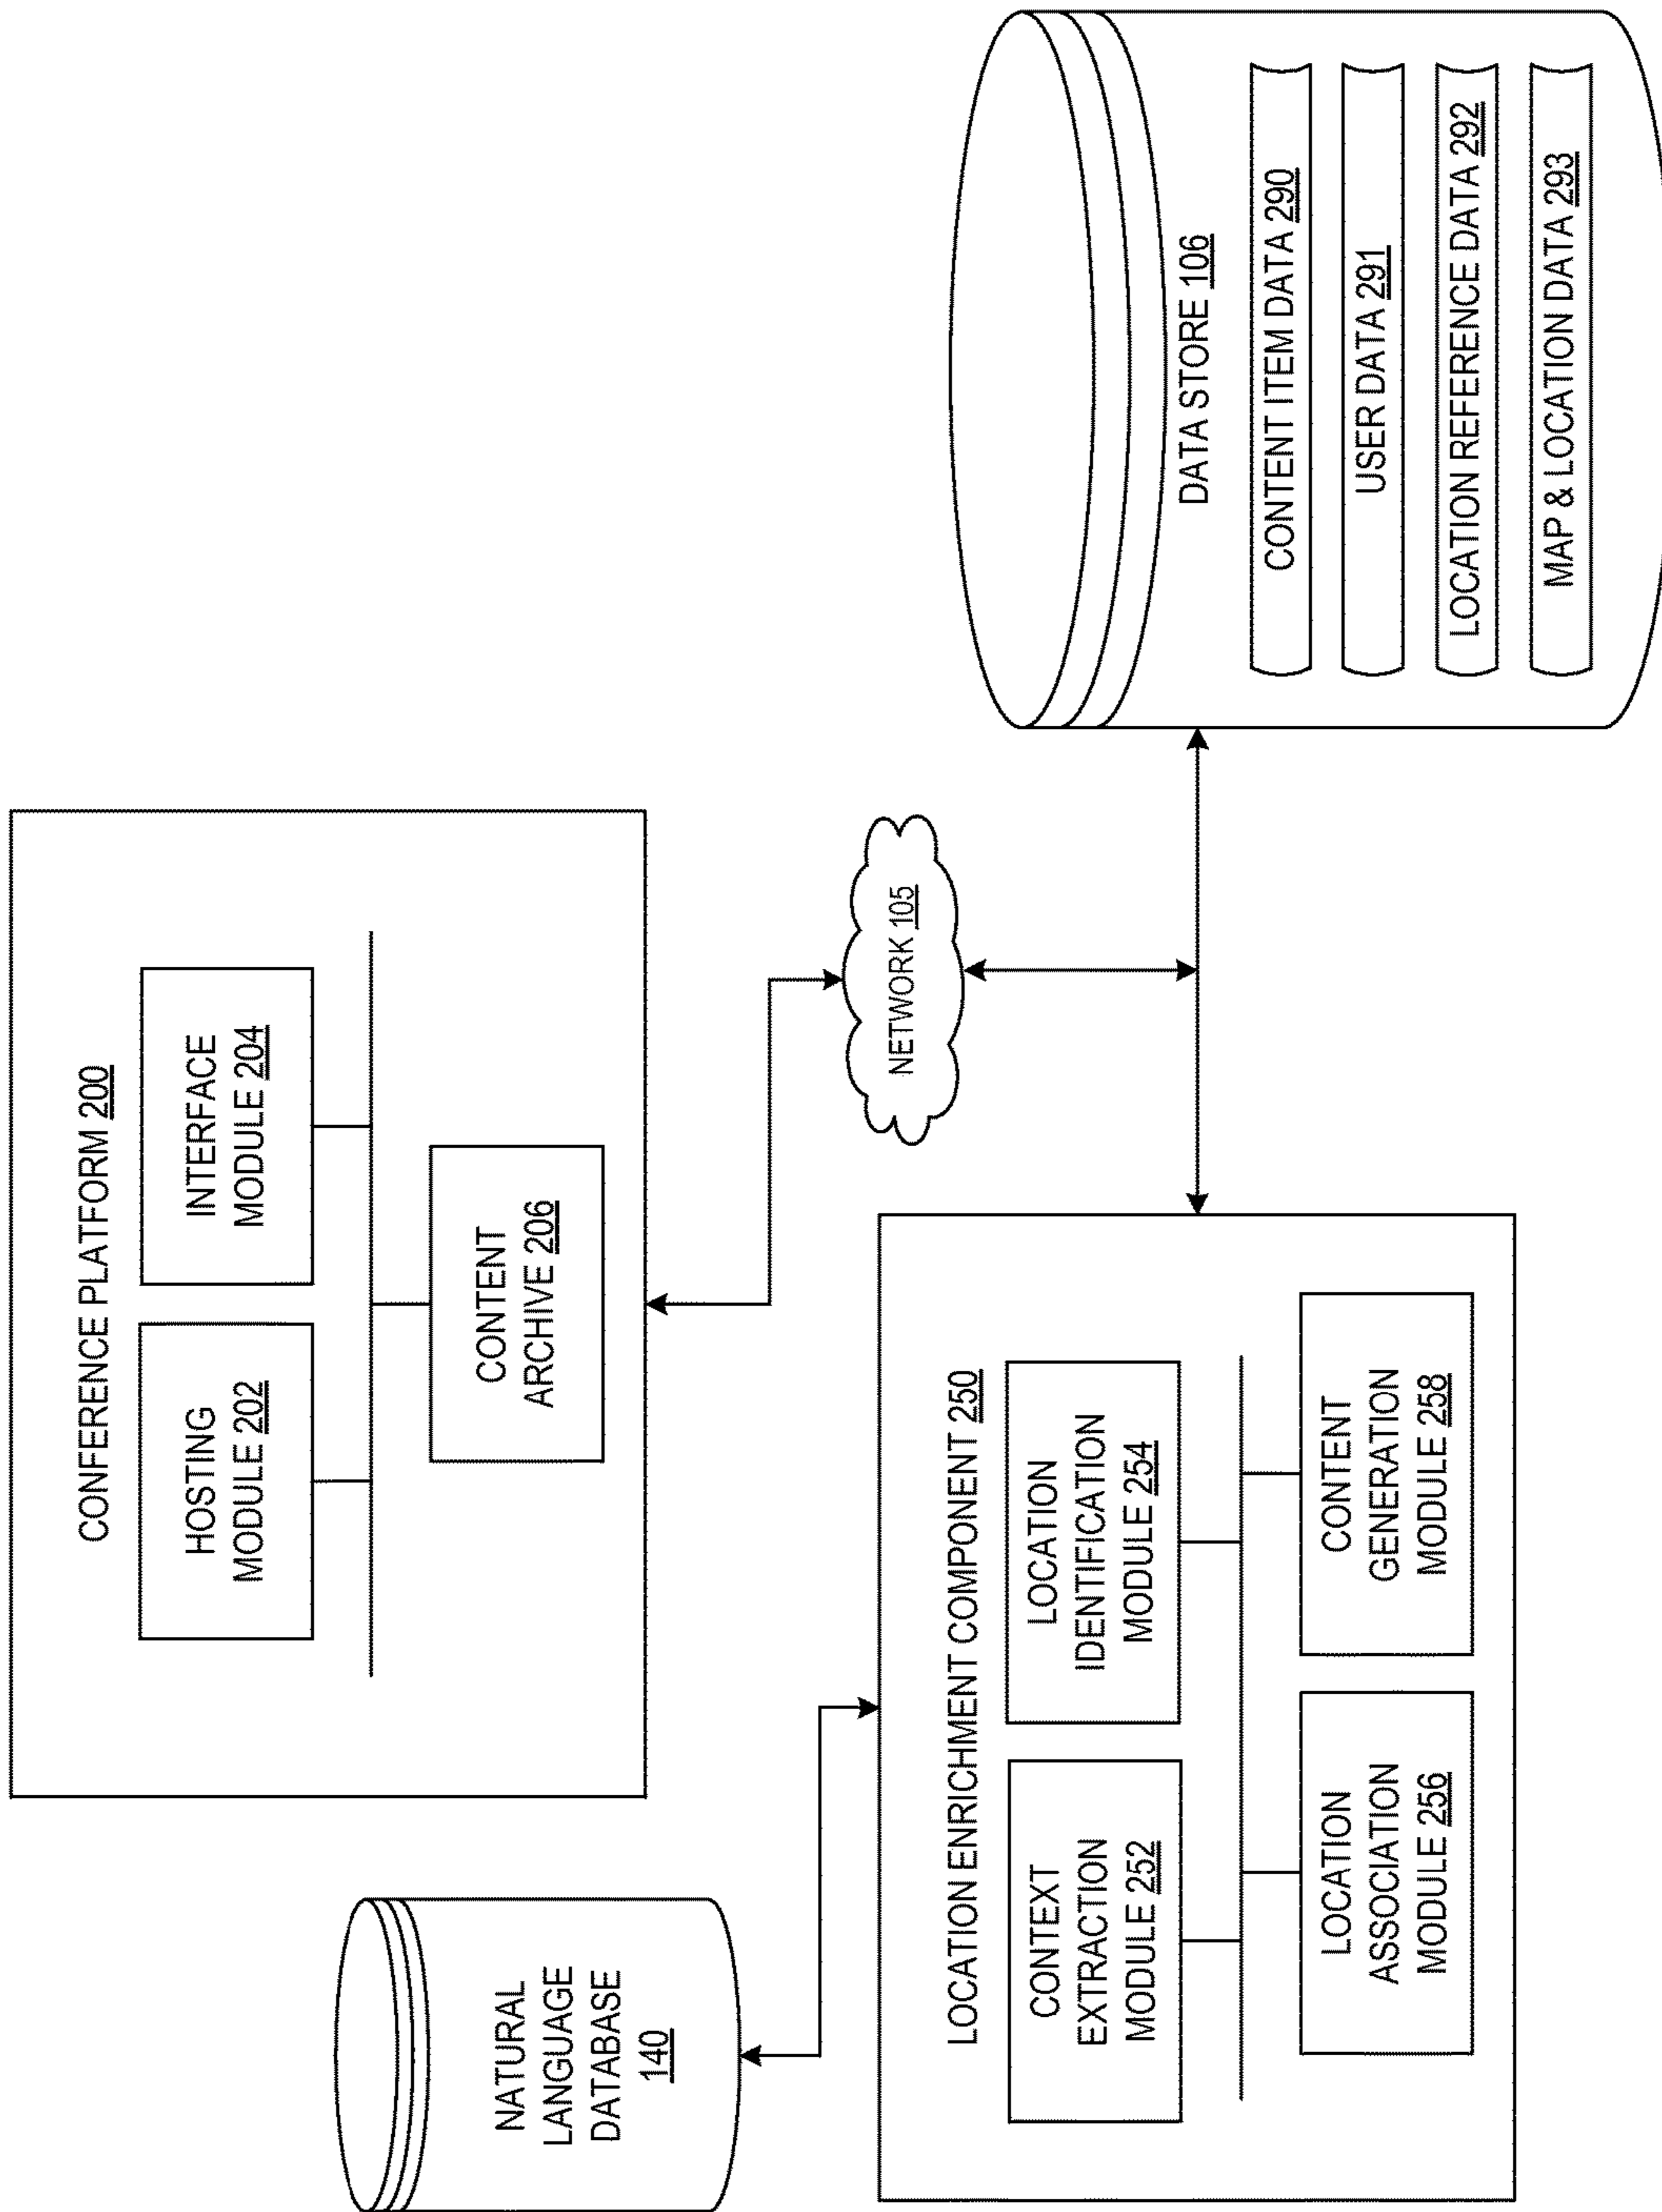 CONFERENCE PLATFORM 200
HOSTING
MODULE 202
INTERFACE
MODULE 204
CONTENT
ARCHIVE 206
NATURAL
LANGUAGE
DATABASE
140
NETWORK 105
LOCATION ENRICHMENT COMPONENT 250
CONTEXT
EXTRACTION
MODULE 252
LOCATION
IDENTIFICATION
MODULE 254
LOCATION
ASSOCIATION
MODULE 256
CONTENT
GENERATION
MODULE 258
DATA STORE 106
CONTENT ITEM DATA 290
USER DATA 291
LOCATION REFERENCE DATA 292
MAP & LOCATION DATA 293